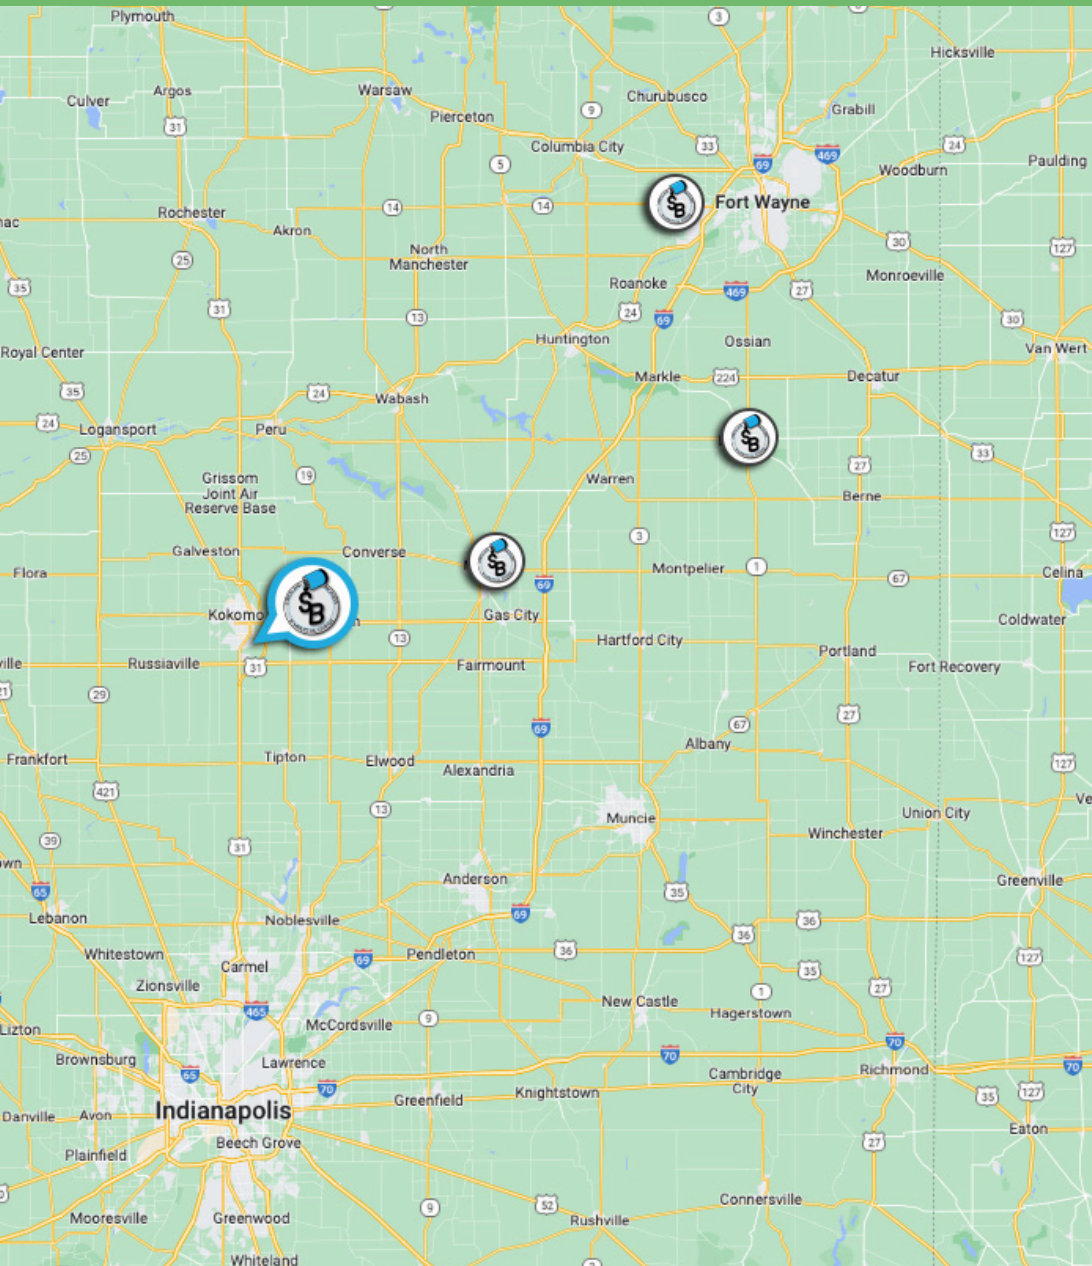 Plymouth
3
Hicksville
Culver
Argos
Warsaw
Churubusco
Grabill
31
Pierceton
9
33
69
469
24
Columbia City
5
Woodburn
Paulding
Rochester
14
14
SB
Fort Wayne
Akron
North
Manchester
25
30
127
35
31
13
Roanoke
469
27
Monroeville
24
69
30
Royal Center
Huntington
Ossian
Van Wert
35
24
Wabash
Markle
224
Decatur
24
Logansport
Peru
SB
25
19
Grissom
Joint Air
Reserve Base
Warren
27
33
Berne
3
127
Galveston
Converse
SB
Flora
69
Montpelier
1
67
Celina
Kokomo
SB
Gas City
13
Hartford City
Coldwater
Russiaville
31
Fairmount
Portland
Fort Recovery
29
69
67
27
Frankfort
Tipton
Elwood
Alexandria
Albany
127
421
13
Muncie
Winchester
Union City
39
31
65
Anderson
35
Greenville
Lebanon
Noblesville
69
36
36
Whitestown
Carmel
69
Pendleton
36
35
127
Zionsville
465
McCordsville
9
New Castle
1
Hagerstown
27
Lizton
Brownsburg
65
Lawrence
70
70
Cambridge
City
70
Richmond
70
Danville
Avon
Indianapolis
Greenfield
Knightstown
35
127
Plainfield
Beech Grove
27
Eaton
Mooresville
Greenwood
9
52
Rushville
Connersville
Whiteland